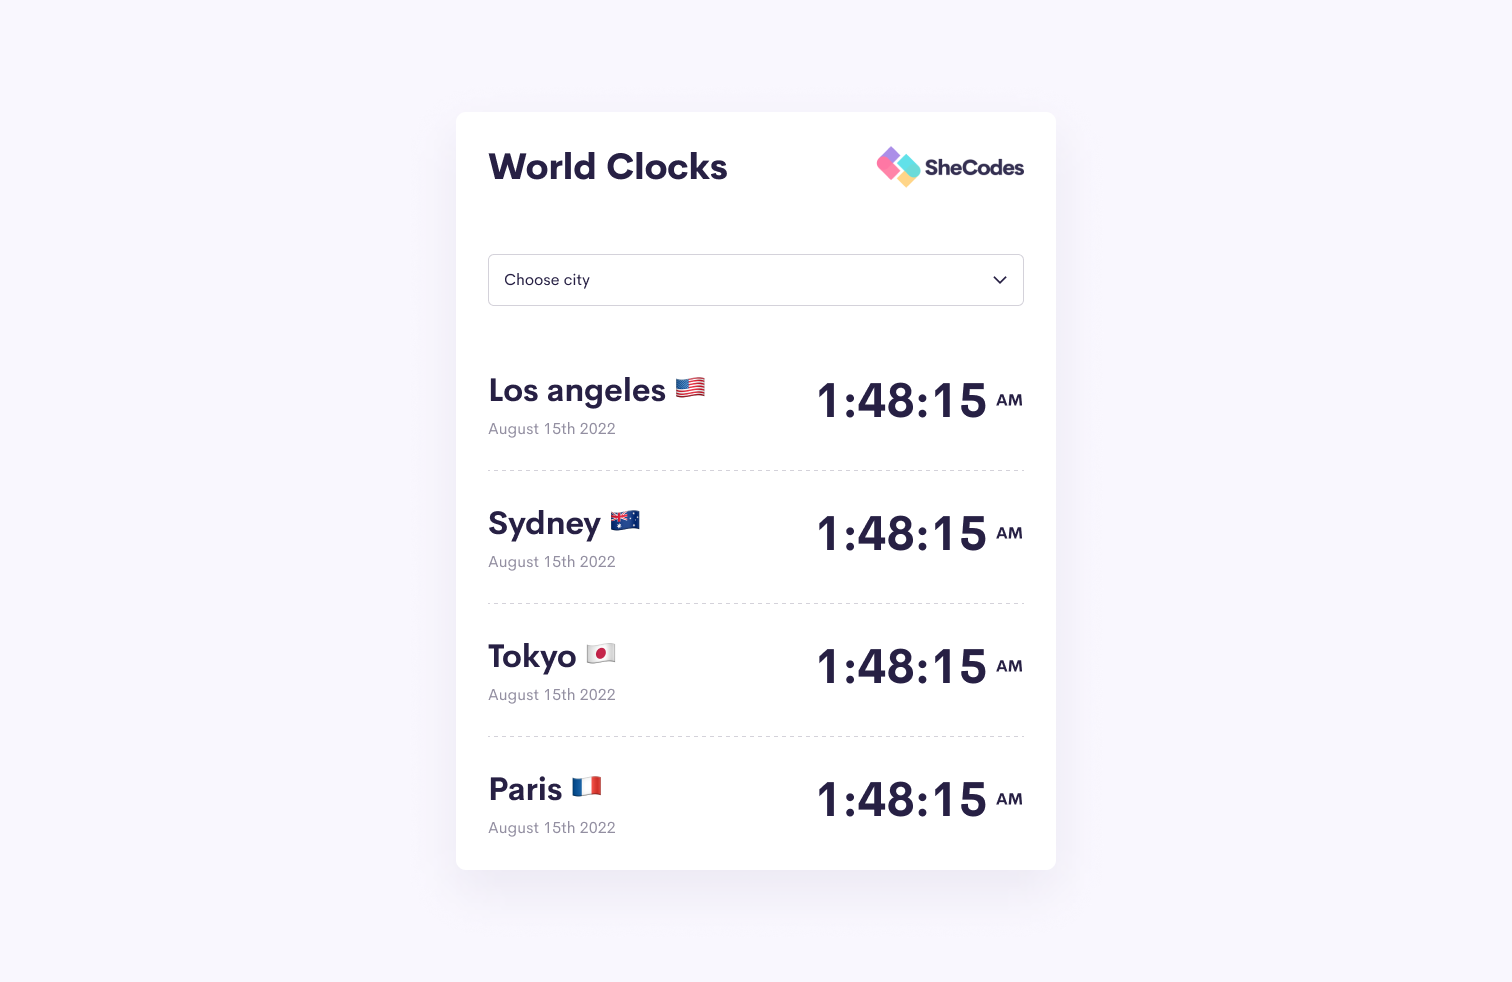 World Clocks
SheCodes
Choose city
Los angeles 🇺🇸
1:48:15 AM
August 15th 2022
Sydney 🇦🇺
1:48:15 AM
August 15th 2022
Tokyo 🇯🇵
1:48:15 AM
August 15th 2022
Paris 🇫🇷
1:48:15 AM
August 15th 2022